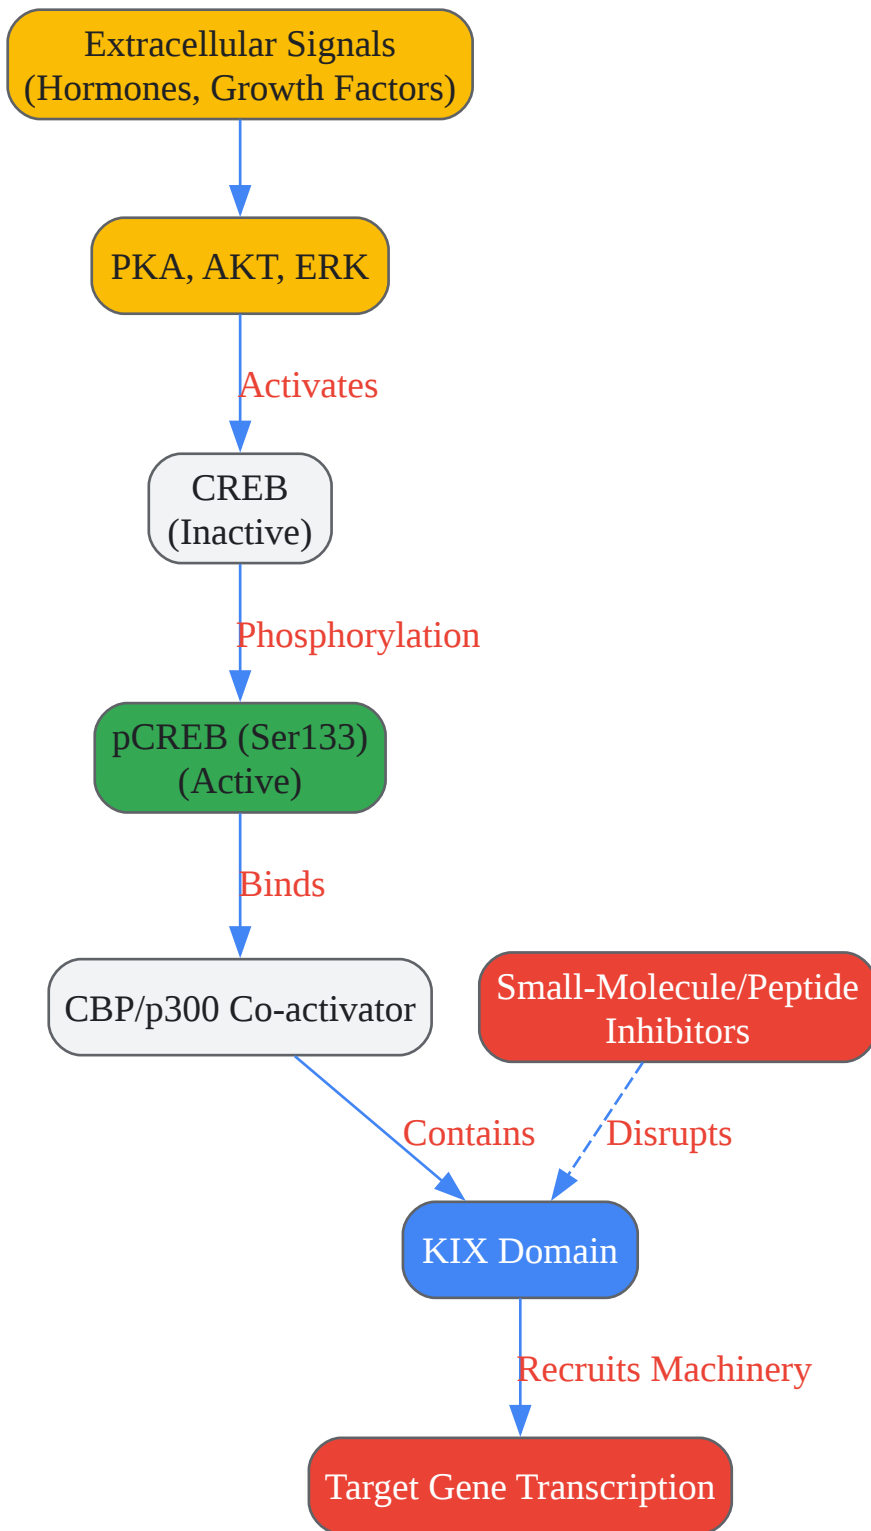 Extracellular Signals
(Hormones, Growth Factors)
PKA, AKT, ERK
Activates
CREB
(Inactive)
Phosphorylation
pCREB (Ser133)
(Active)
Binds
CBP/p300 Co-activator
Small-Molecule/Peptide
Inhibitors
Contains
Disrupts
KIX Domain
Recruits Machinery
Target Gene Transcription